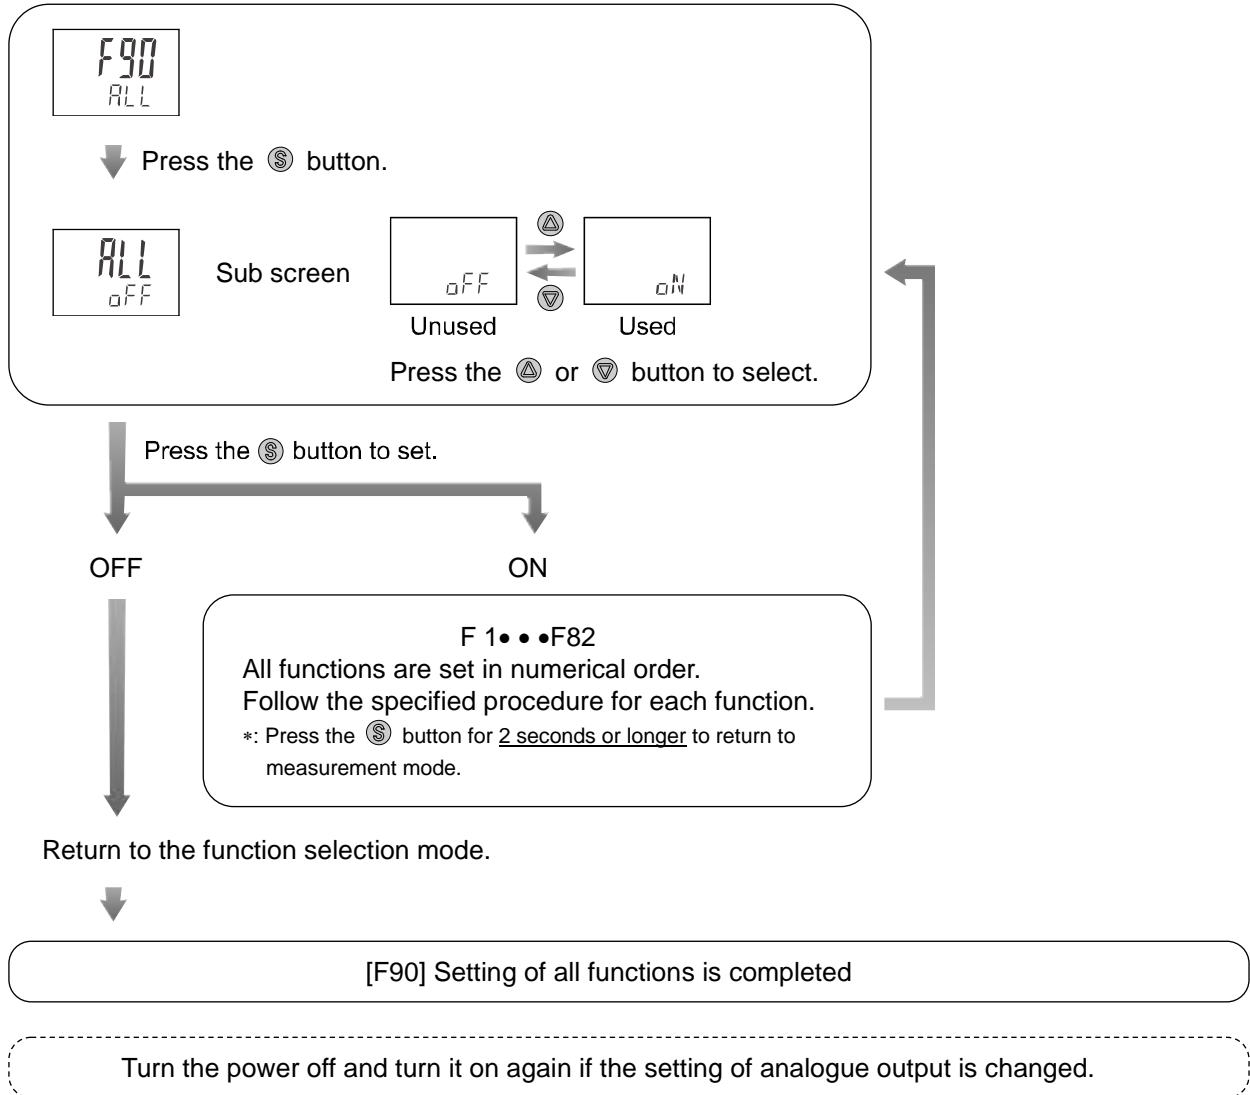 F90
ALL
Press the Ⓢ button.
ALL
oFF
Sub screen
oFF
oN
Unused
Used
Press the △ or ▽ button to select.
Press the Ⓢ button to set.
OFF
ON
F 1• • •F82
All functions are set in numerical order.
Follow the specified procedure for each function.
*: Press the Ⓢ button for 2 seconds or longer to return to
measurement mode.
Return to the function selection mode.
[F90] Setting of all functions is completed
Turn the power off and turn it on again if the setting of analogue output is changed.